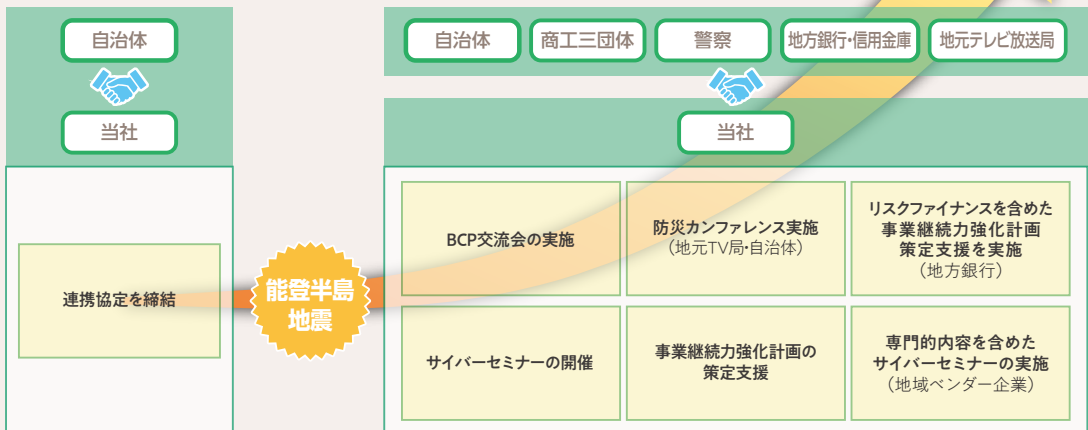 自治体
当社
連携協定を締結
能登半島
地震
自治体
商工三団体
警察
地方銀行・信用金庫
地元テレビ放送局
当社
BCP交流会の実施
防災カンファレンス実施
（地元TV局・自治体）
リスクファイナンスを含めた
事業継続力強化計画
策定支援を実施
（地方銀行）
サイバーセミナーの開催
事業継続力強化計画の
策定支援
専門的内容を含めた
サイバーセミナーの実施
（地域ベンダー企業）